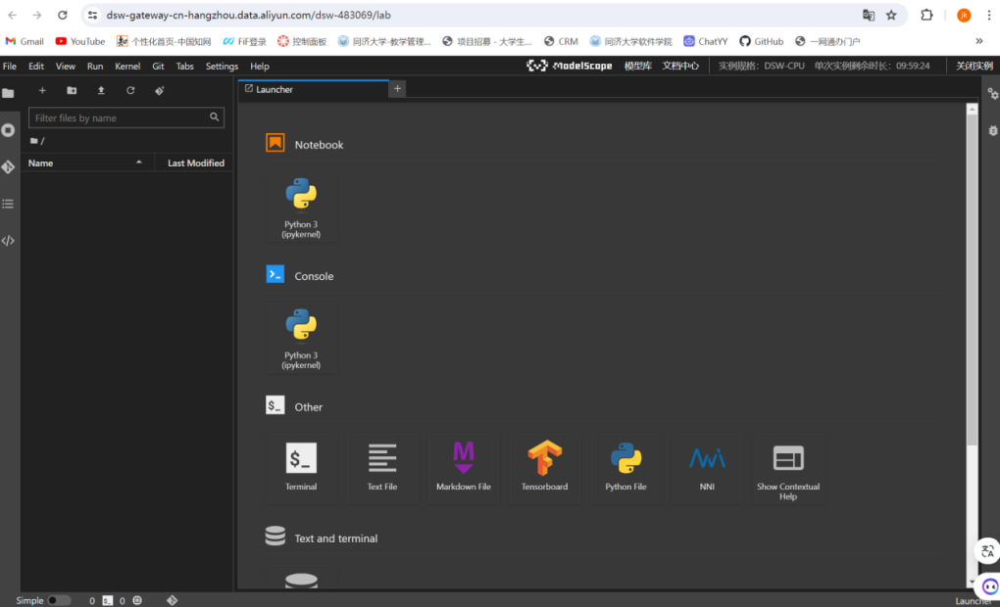 dsw-gateway-cn-hangzhou.data.aliyun.com/dsw-483069/lab
jk
Gmail YouTube 个性化首页-中国知网 FiF登录 控制面板 同济大学-教学管理... 项目招募 - 大学生... CRM 同济大学软件学院 ChatYY GitHub 一网通办门户 »
File Edit View Run Kernel Git Tabs Settings Help ModelScope 模型库 文档中心 实例规格: DSW-CPU 单次实例剩余时长: 09:59:24 关闭实例
Launcher
Filter files by name
/
Name Last Modified
Notebook
Python 3
(ipykernel)
Console
Python 3
(ipykernel)
$_ Other
$_
M
Terminal Text File Markdown File Tensorboard Python File NNI Show Contextual
Help
Text and terminal
Simple 0 $_ 0 Launcher